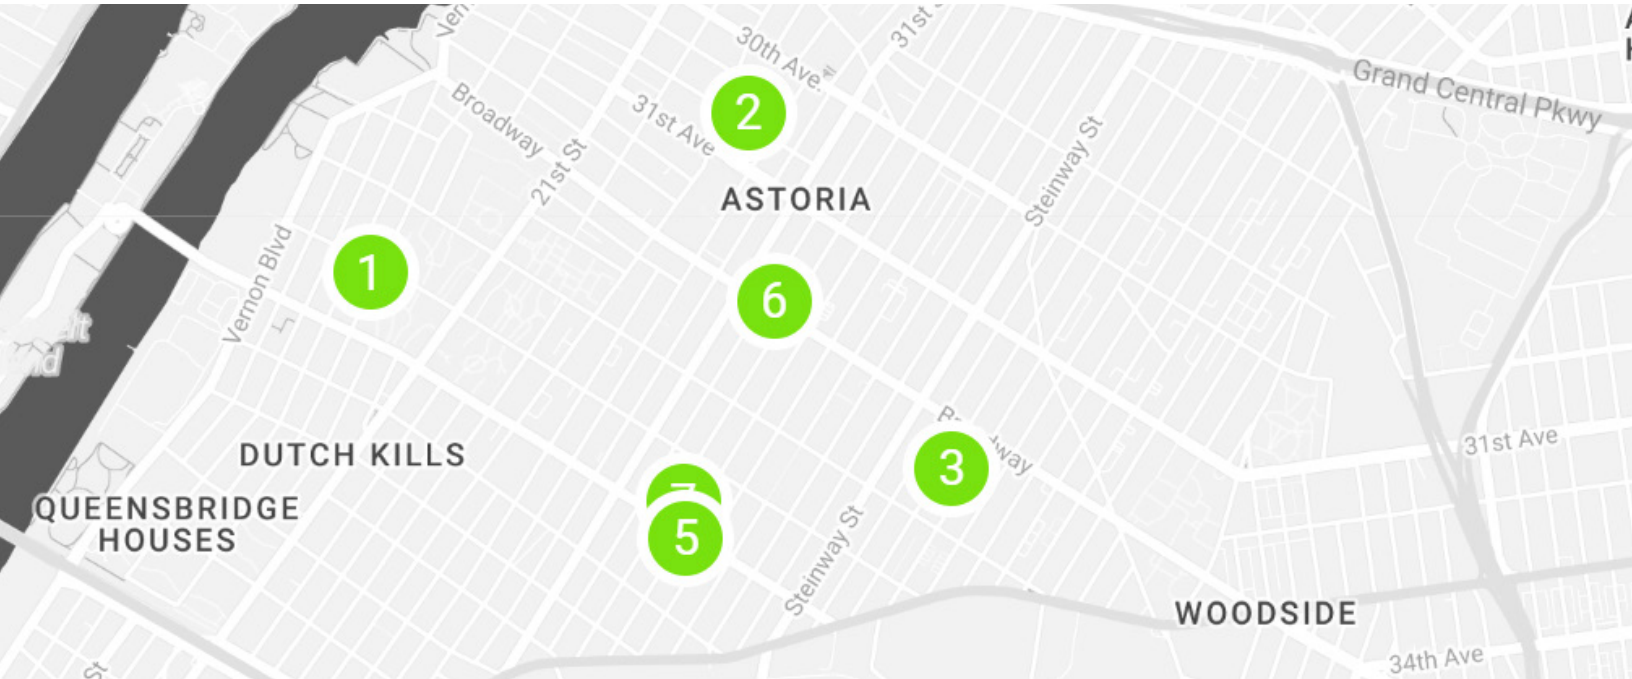 30th Ave.
31st
Grand Central Pkwy
2
31st Ave
Broadway
21st St
Steinway St
ASTORIA
Vernon Blvd
1
6
31st Ave
DUTCH KILLS
3
QUEENSBRIDGE
HOUSES
5
Steinway St
WOODSIDE
34th Ave
St